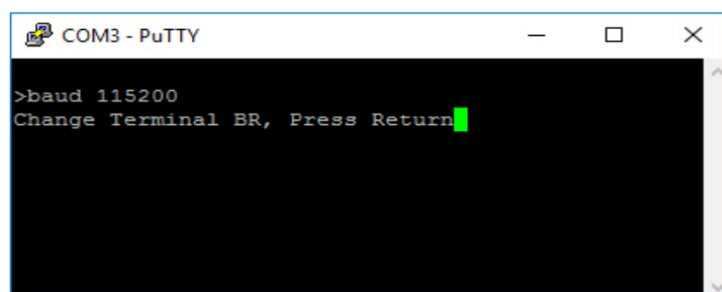 COM3 - PuTTY
>baud 115200
Change Terminal BR, Press Return